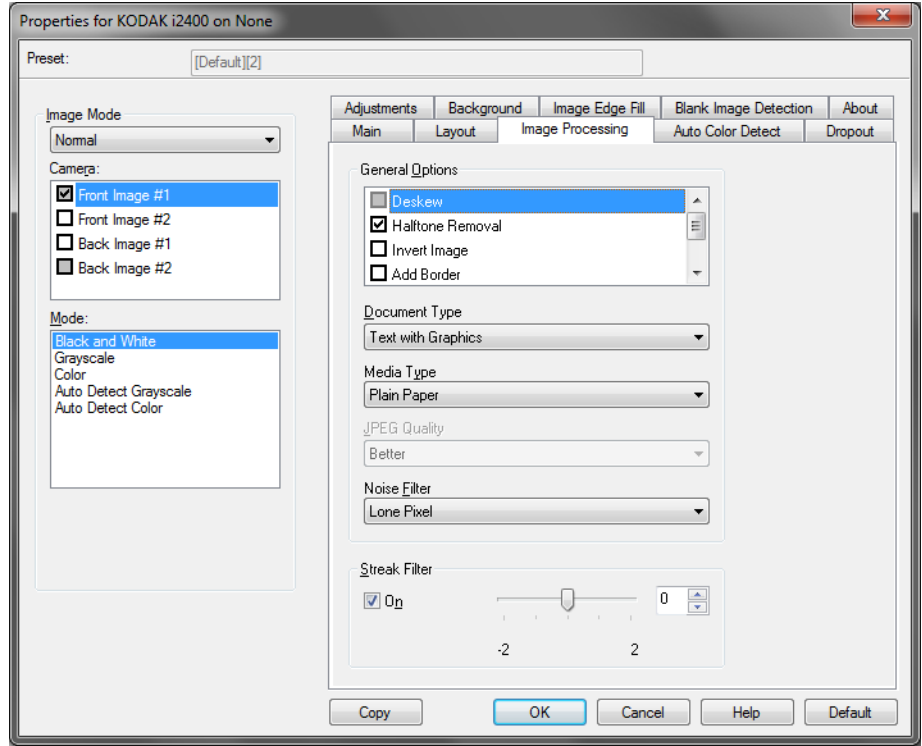 Properties for KODAK i2400 on None
Preset:
[Default][2]
Image Mode
Normal
Camera:
Front Image #1
Front Image #2
Back Image #1
Back Image #2
Mode:
Black and White
Grayscale
Color
Auto Detect Grayscale
Auto Detect Color
Adjustments Background Image Edge Fill Blank Image Detection About
Main Layout Image Processing Auto Color Detect Dropout
General Options
Deskew
Halftone Removal
Invert Image
Add Border
Document Type
Text with Graphics
Media Type
Plain Paper
JPEG Quality
Better
Noise Filter
Lone Pixel
Streak Filter
On 0
-2 2
Copy OK Cancel Help Default